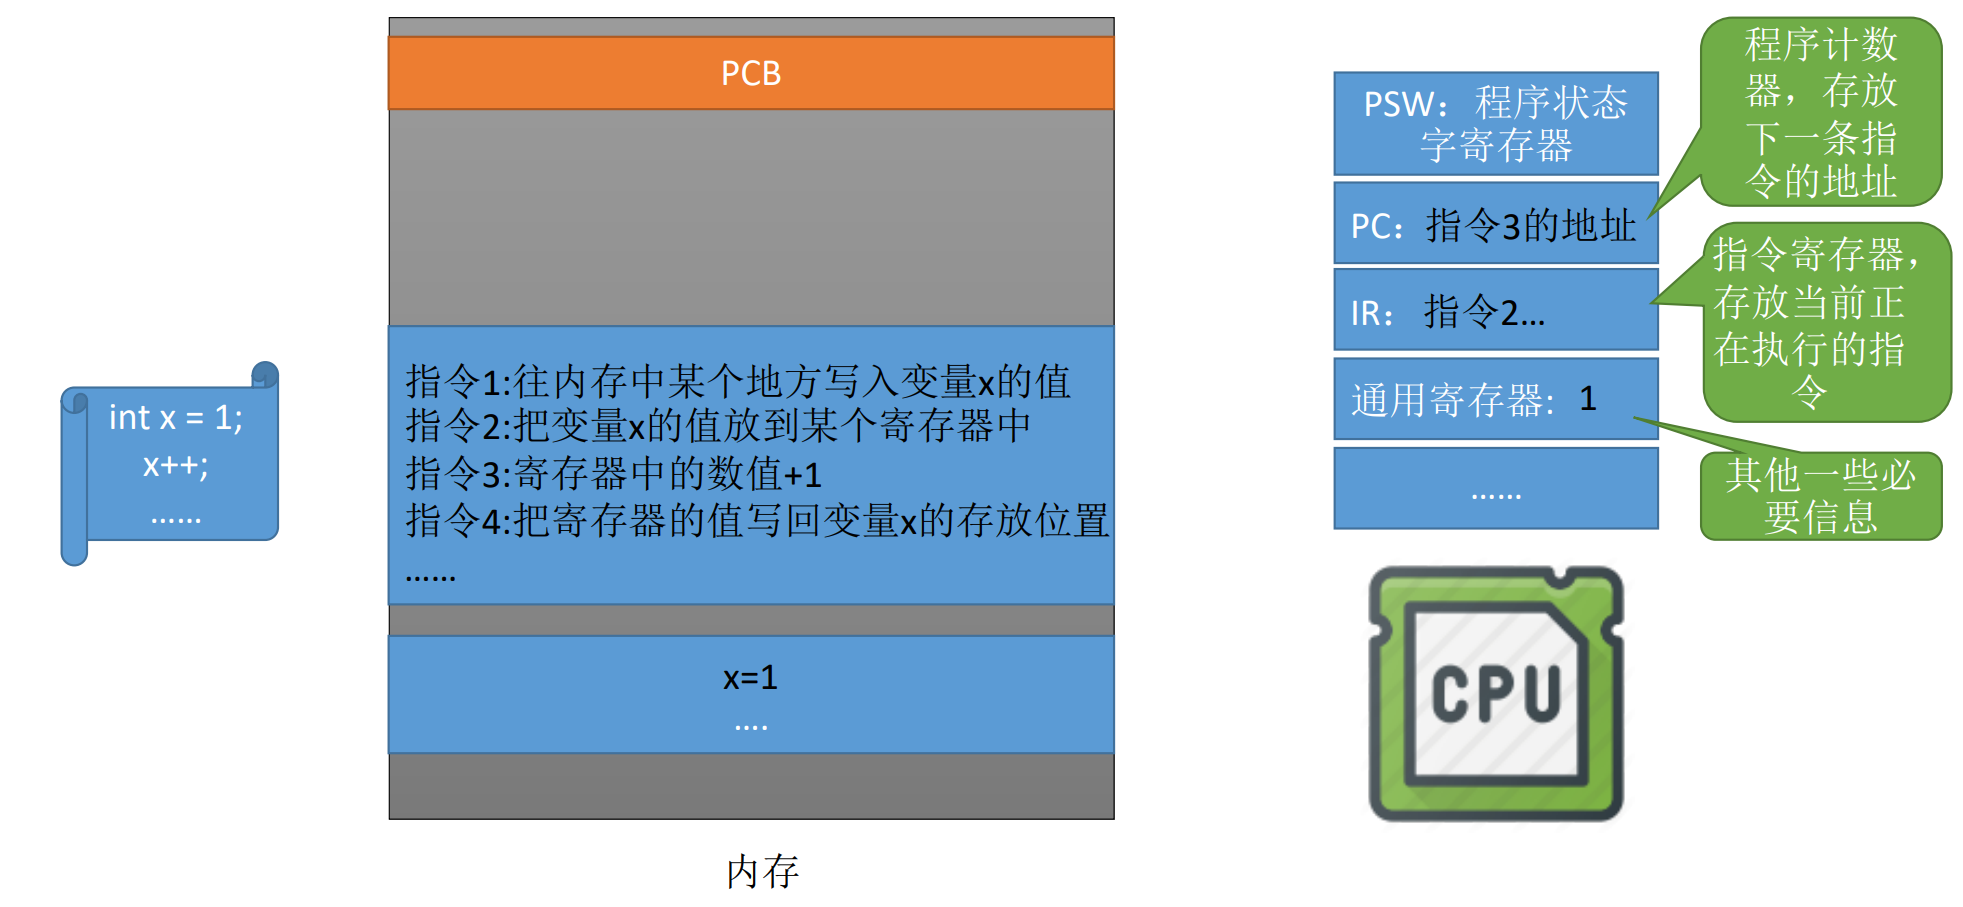 int x = 1;
x++;
……
PCB
指令1:往内存中某个地方写入变量x的值
指令2:把变量x的值放到某个寄存器中
指令3:寄存器中的数值+1
指令4:把寄存器的值写回变量x的存放位置
……
x=1
….
内存
PSW：程序状态
字寄存器
PC：指令3的地址
IR： 指令2...
通用寄存器: 1
……
程序计数
器，存放
下一条指
令的地址
指令寄存器，
存放当前正
在执行的指
令
其他一些必
要信息
CPU